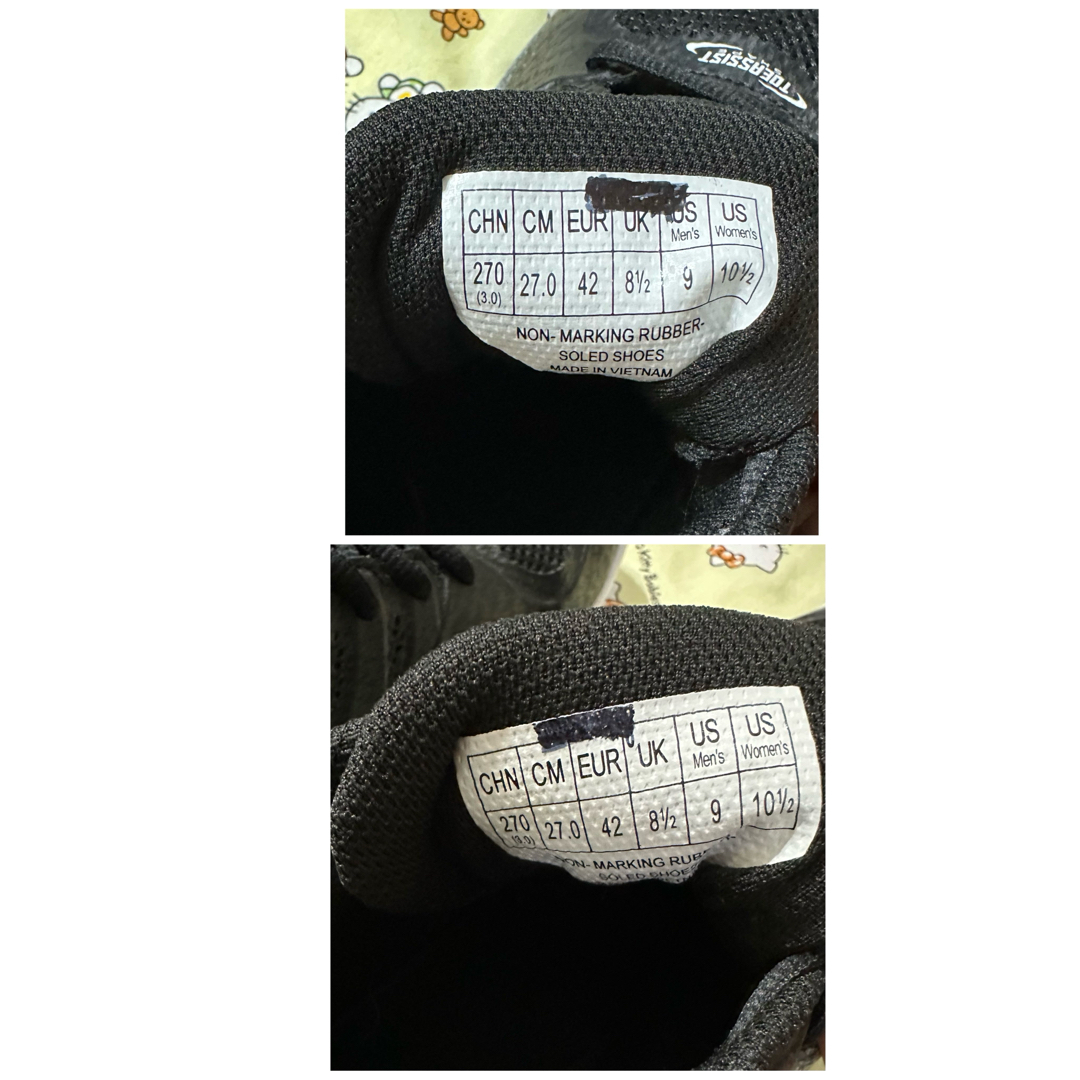 TOEASSIST
CHN CM EUR UK US Men's US Women's
270 (3.0) 27.0 42 8½ 9 10½
NON- MARKING RUBBER-
SOLED SHOES
MADE IN VIETNAM
CHN CM EUR UK US Men's US Women's
270 (3.0) 27.0 42 8½ 9 10½
NON- MARKING RUBBER-
SOLED SHOES